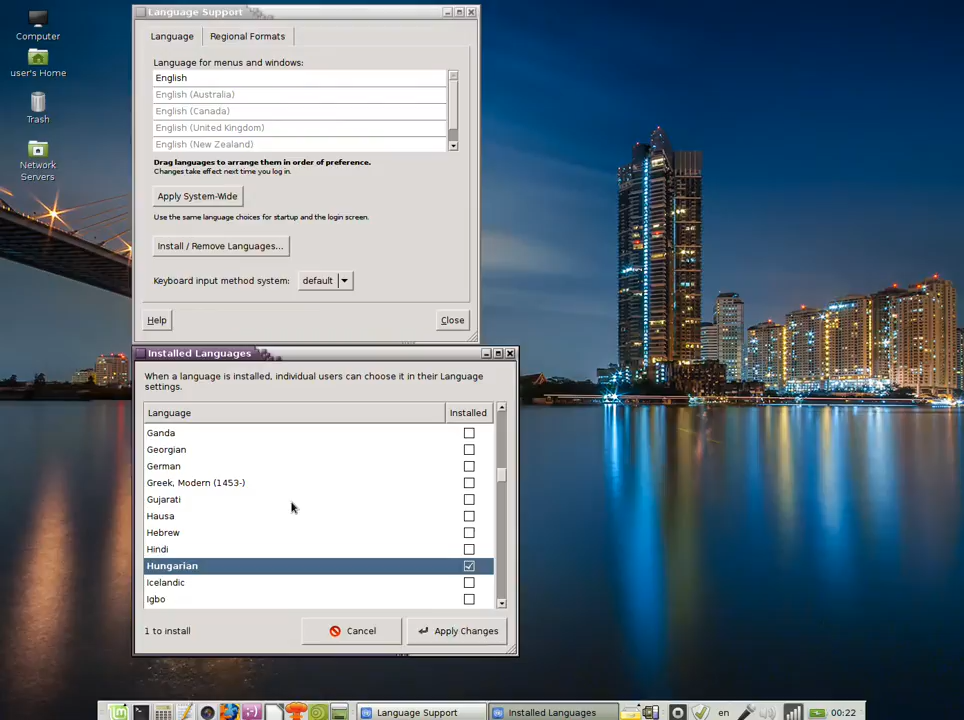 Computer
user's Home
Trash
Network
Servers
Language Support
Language
Regional Formats
Language for menus and windows:
English
English (Australia)
English (Canada)
English (United Kingdom)
English (New Zealand)
Drag languages to arrange them in order of preference.
Changes take effect next time you log in.
Apply System-Wide
Use the same language choices for startup and the login screen.
Install / Remove Languages...
Keyboard input method system:
default
Help
Close
Installed Languages
When a language is installed, individual users can choose it in their Language
settings.
Language
Installed
Ganda
Georgian
German
Greek, Modern (1453-)
Gujarati
Hausa
Hebrew
Hindi
Hungarian
Icelandic
Igbo
1 to install
Cancel
Apply Changes
Language Support
Installed Languages
en
00:22